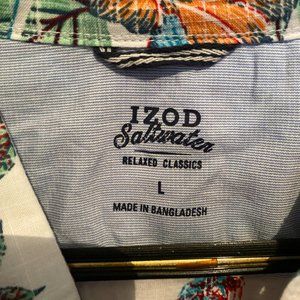 IZOD
Saltwater
RELAXED CLASSICS
L
MADE IN BANGLADESH